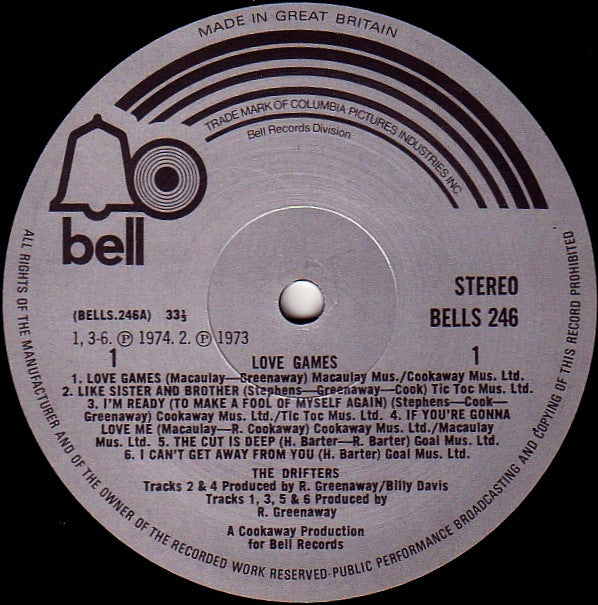 MADE IN GREAT BRITAIN
TRADE MARK OF COLUMBIA PICTURES INDUSTRIES INC.
Bell Records Division
bell
STEREO
BELLS 246
(BELLS.246A) 33⅓
1, 3-6. ℗ 1974. 2. ℗ 1973
1 1
LOVE GAMES
1. LOVE GAMES (Macaulay—Greenaway) Macaulay Mus./Cookaway Mus. Ltd.
2. LIKE SISTER AND BROTHER (Stephens—Greenaway—Cook) Tic Toc Mus. Ltd.
3. I'M READY (TO MAKE A FOOL OF MYSELF AGAIN) (Stephens—Cook—
Greenaway) Cookaway Mus. Ltd./Tic Toc Mus. Ltd. 4. IF YOU'RE GONNA
LOVE ME (Macaulay—R. Cookaway) Cookaway Mus. Ltd./Macaulay
Mus. Ltd. 5. THE CUT IS DEEP (H. Barter—R. Barter) Goal Mus. Ltd.
6. I CAN'T GET AWAY FROM YOU (H. Barter) Goal Mus. Ltd.
THE DRIFTERS
Tracks 2 & 4 Produced by R. Greenaway/Billy Davis
Tracks 1, 3, 5 & 6 Produced by
R. Greenaway
A Cookaway Production
for Bell Records
ALL RIGHTS OF THE MANUFACTURER AND OF THE OWNER OF THE RECORDED WORK RESERVED·PUBLIC PERFORMANCE BROADCASTING AND COPYING OF THIS RECORD PROHIBITED